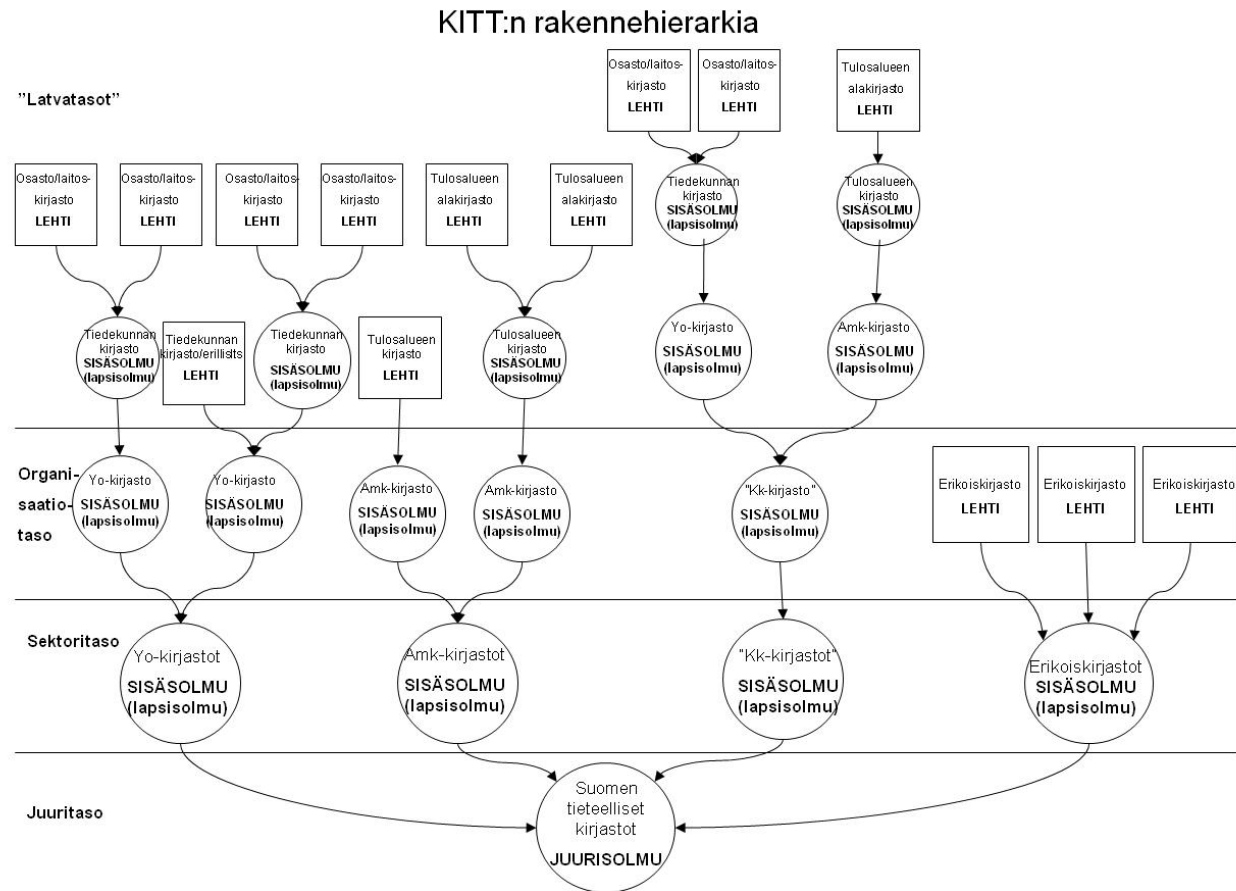 KITT:n rakennehierarkia
"Latvatasot"
Osasto/laitos-
kirjasto
LEHTI
Osasto/laitos-
kirjasto
LEHTI
Tulosalueen
alakirjasto
LEHTI
Osasto/laitos-
kirjasto
LEHTI
Osasto/laitos-
kirjasto
LEHTI
Osasto/laitos-
kirjasto
LEHTI
Osasto/laitos-
kirjasto
LEHTI
Tulosalueen
alakirjasto
LEHTI
Tulosalueen
alakirjasto
LEHTI
Tiedekunnan
kirjasto
SISÄSOLMU
(lapsisolmu)
Tulosalueen
kirjasto
SISÄSOLMU
(lapsisolmu)
Tiedekunnan
kirjasto
SISÄSOLMU
(lapsisolmu)
Tiedekunnan
kirjasto/erillislts
LEHTI
Tiedekunnan
kirjasto
SISÄSOLMU
(lapsisolmu)
Tulosalueen
kirjasto
LEHTI
Tulosalueen
kirjasto
SISÄSOLMU
(lapsisolmu)
Yo-kirjasto
SISÄSOLMU
(lapsisolmu)
Amk-kirjasto
SISÄSOLMU
(lapsisolmu)
Organi-
saatio-
taso
Yo-kirjasto
SISÄSOLMU
(lapsisolmu)
Yo-kirjasto
SISÄSOLMU
(lapsisolmu)
Amk-kirjasto
SISÄSOLMU
(lapsisolmu)
Amk-kirjasto
SISÄSOLMU
(lapsisolmu)
"Kk-kirjasto"
SISÄSOLMU
(lapsisolmu)
Erikoiskirjasto
LEHTI
Erikoiskirjasto
LEHTI
Erikoiskirjasto
LEHTI
Sektoritaso
Yo-kirjastot
SISÄSOLMU
(lapsisolmu)
Amk-kirjastot
SISÄSOLMU
(lapsisolmu)
"Kk-kirjastot"
SISÄSOLMU
(lapsisolmu)
Erikoiskirjastot
SISÄSOLMU
(lapsisolmu)
Juuritaso
Suomen
tieteelliset
kirjastot
JUURISOLMU